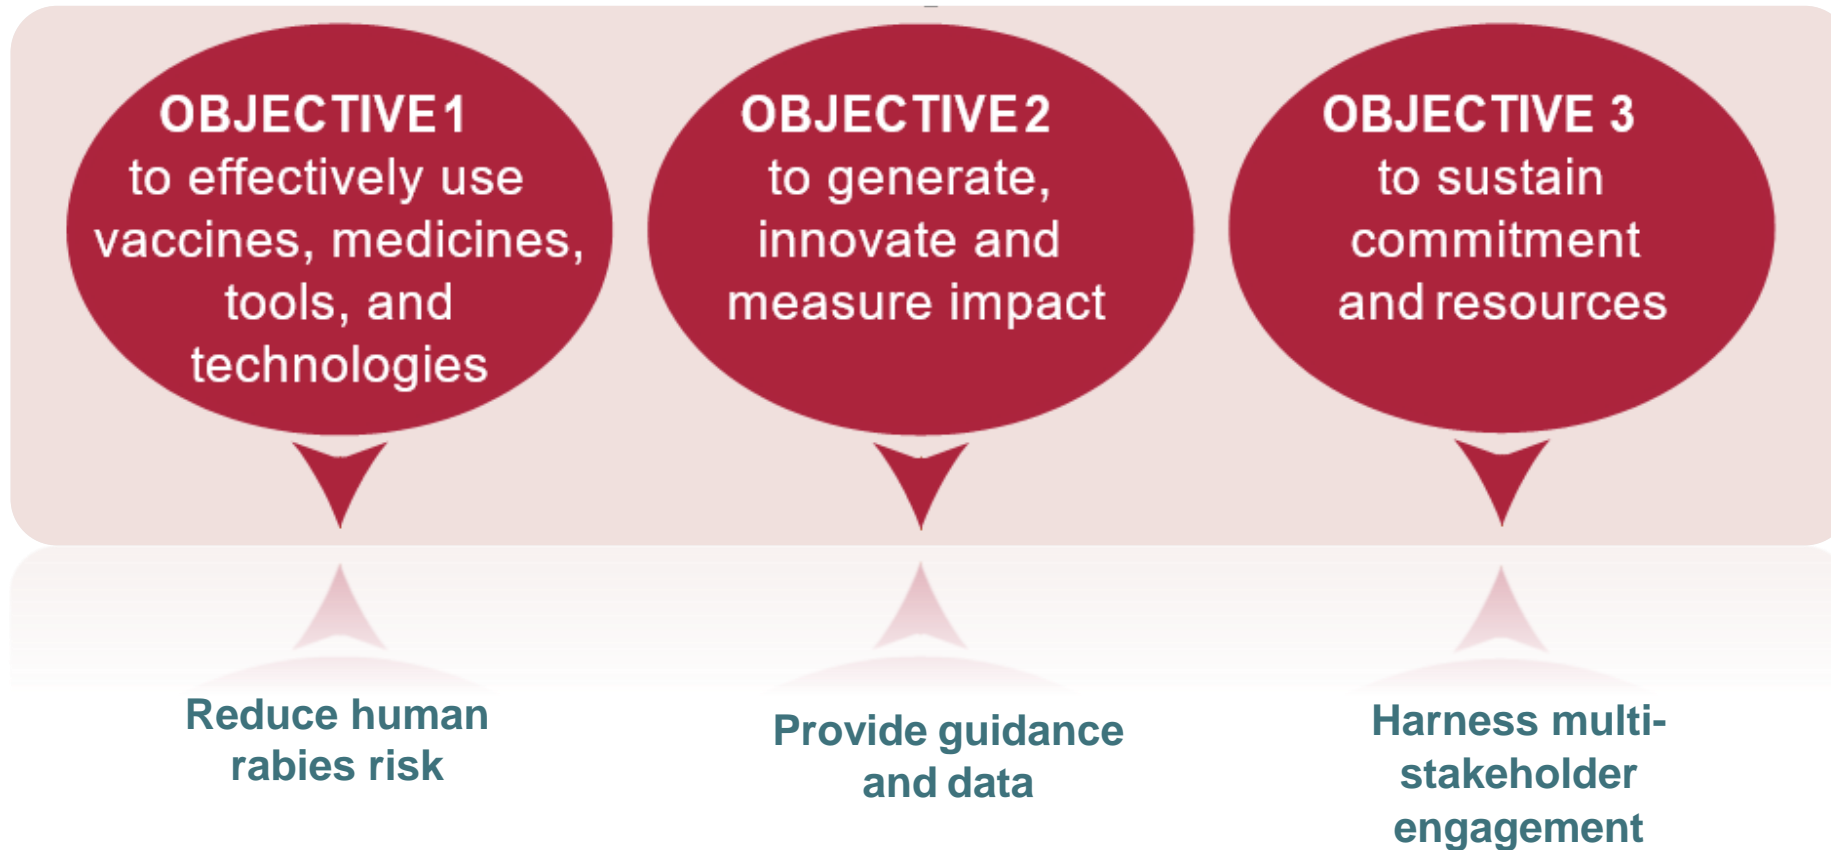 OBJECTIVE 1
to effectively use
vaccines, medicines,
tools, and
technologies
OBJECTIVE 2
to generate,
innovate and
measure impact
OBJECTIVE 3
to sustain
commitment
and resources
Reduce human
rabies risk
Provide guidance
and data
Harness multi-
stakeholder
engagement